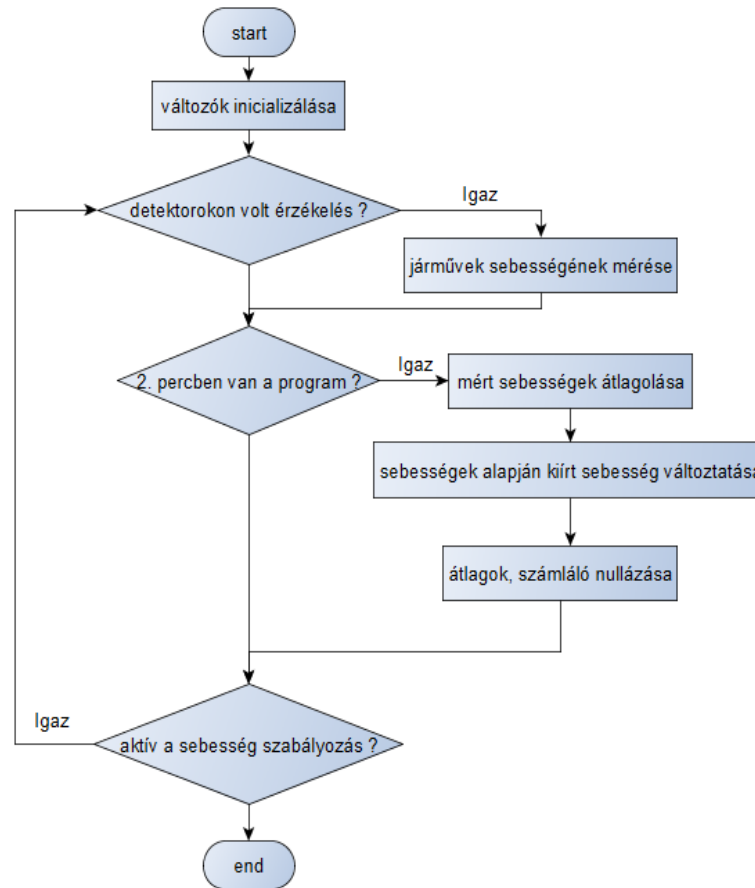 start
változók inicializálása
detektorokon volt érzékelés ?
Igaz
járművek sebességének mérése
2. percben van a program ?
Igaz
mért sebességek átlagolása
sebességek alapján kiírt sebesség változtatása
átlagok, számláló nullázása
aktív a sebesség szabályozás ?
Igaz
end